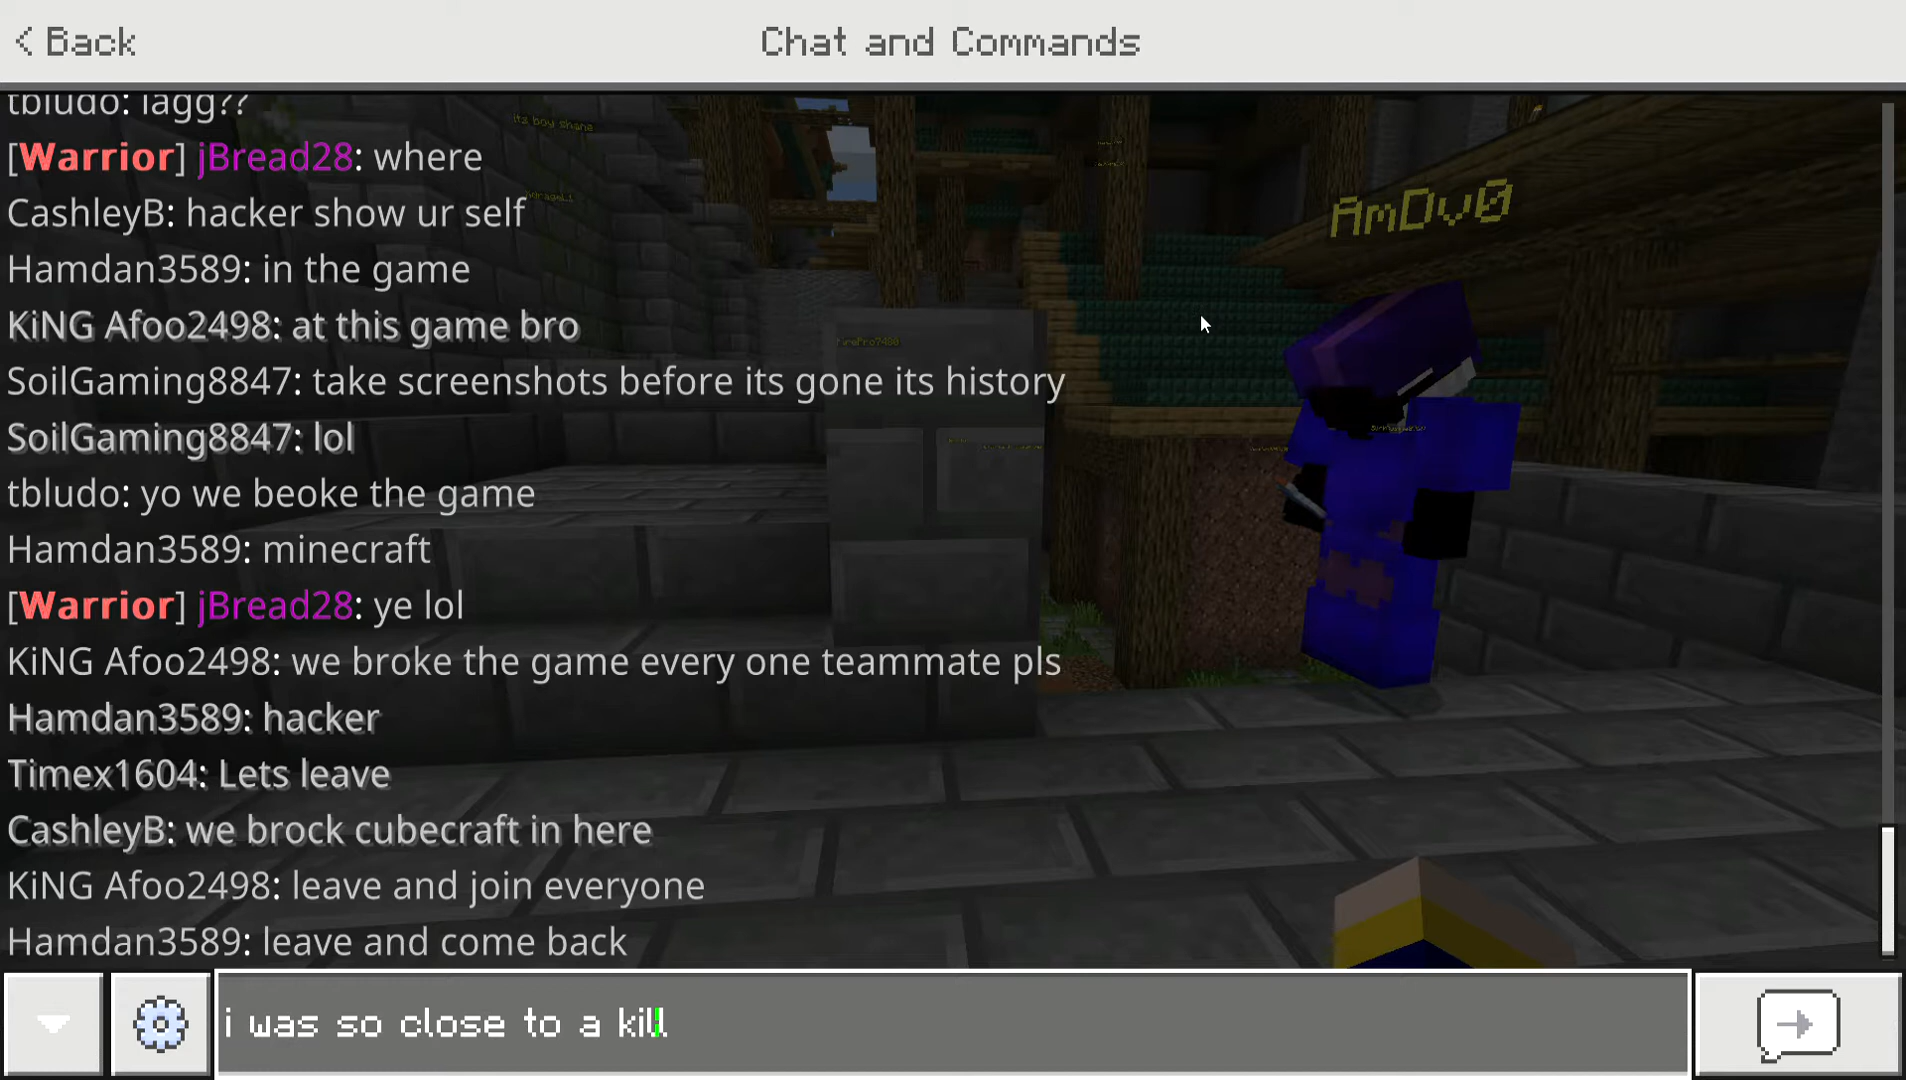 < Back
Chat and Commands
tbludo: lagg??
[Warrior] jBread28: where
CashleyB: hacker show ur self
Hamdan3589: in the game
KiNG Afoo2498: at this game bro
SoilGaming8847: take screenshots before its gone its history
SoilGaming8847: lol
tbludo: yo we beoke the game
Hamdan3589: minecraft
[Warrior] jBread28: ye lol
KiNG Afoo2498: we broke the game every one teammate pls
Hamdan3589: hacker
Timex1604: Lets leave
CashleyB: we brock cubecraft in here
KiNG Afoo2498: leave and join everyone
Hamdan3589: leave and come back
i was so close to a kill
its boy shane
AmDv0
FirePro7480